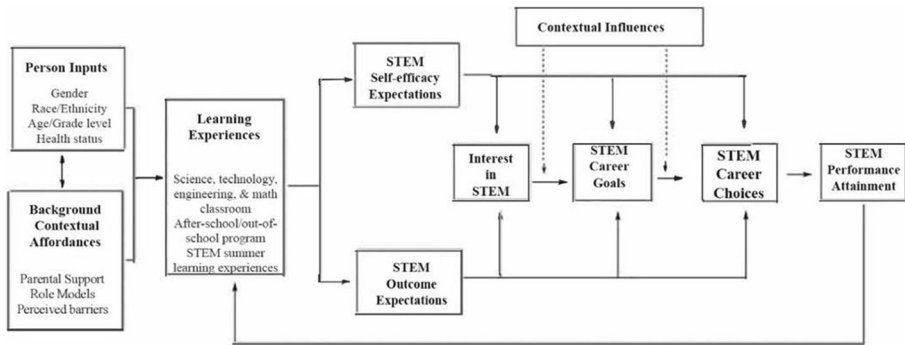 Contextual Influences
Person Inputs
Gender
Race/Ethnicity
Age/Grade level
Health status
Background
Contextual
Affordances
Parental Support
Role Models
Perceived barriers
Learning
Experiences
Science, technology,
engineering, & math
classroom
After-school/out-of-
school program
STEM summer
learning experiences
STEM
Self-efficacy
Expectations
STEM
Outcome
Expectations
Interest
in
STEM
STEM
Career
Goals
STEM
Career
Choices
STEM
Performance
Attainment